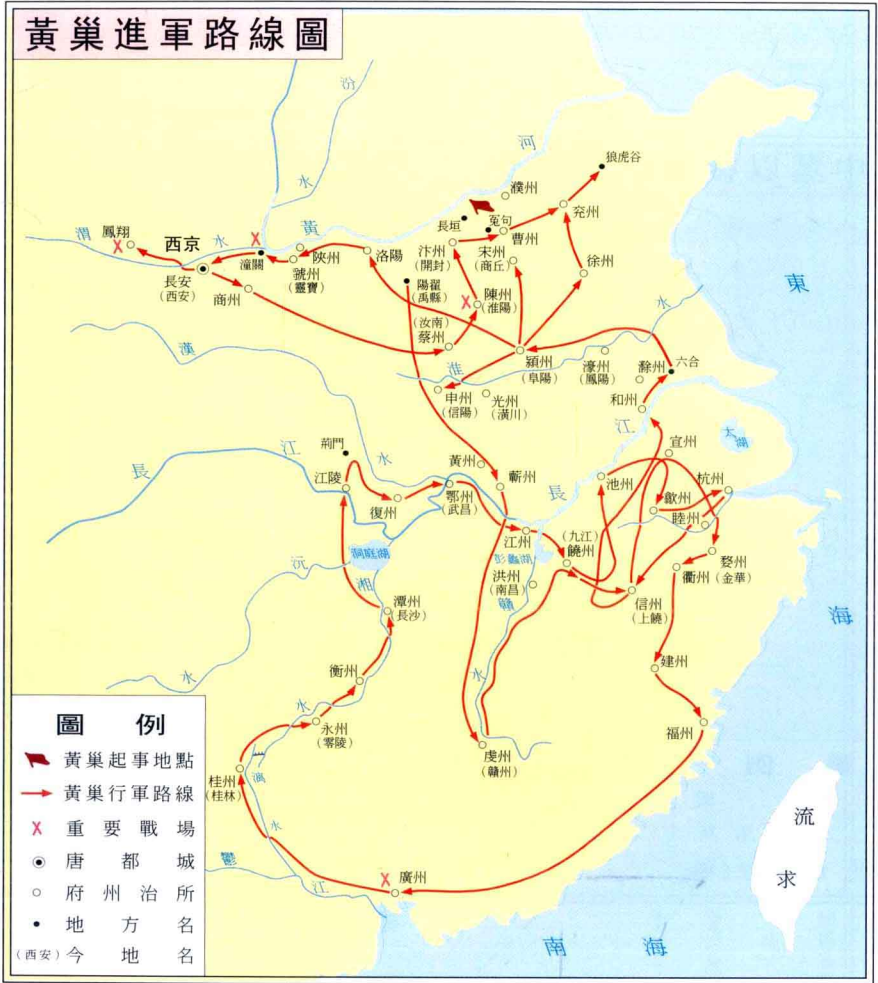 黃巢進軍路線圖
汾
水
河
狼虎谷
濮州
兗州
長垣
冤句
曹州
渭
鳳翔
西京
水
黃
潼關
陝州
虢州
(靈寶)
洛陽
汴州
(開封)
宋州
(商丘)
徐州
長安
(西安)
商州
陽翟
(禹縣)
陳州
(淮陽)
水
東
(汝南)
蔡州
漢
淮
潁州
(阜陽)
濠州
(鳳陽)
滁州
六合
申州
(信陽)
光州
(潢川)
和州
江
太湖
荊門
江
水
長
江陵
復州
黃州
鄂州
(武昌)
蘄州
長
池州
宣州
歙州
杭州
睦州
江州
(九江)
饒州
彭蠡湖
洞庭湖
沅
湘
洪州
(南昌)
贛
信州
(上饒)
衢州
婺州
(金華)
海
潭州
(長沙)
水
衡州
水
建州
水
永州
(零陵)
虔州
(贛州)
福州
桂州
(桂林)
漓
水
鬱
江
廣州
流
求
南
海
圖例
黃巢起事地點
黃巢行軍路線
重要戰場
唐都城
府州治所
地方名
(西安)今地名